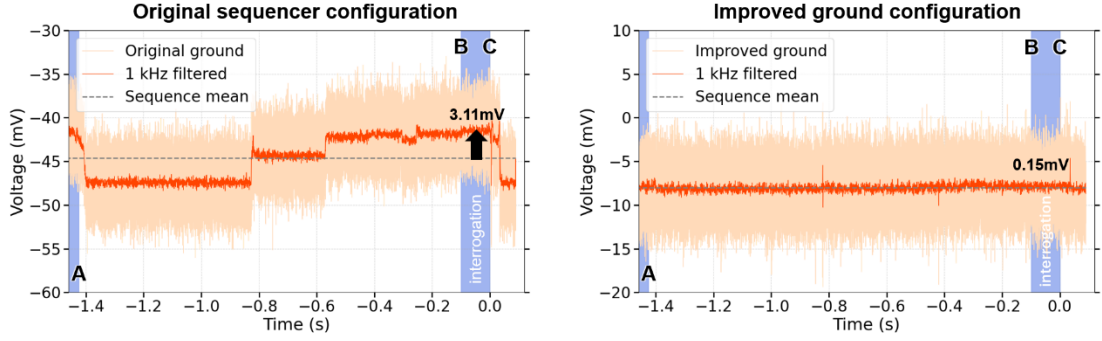 Original sequencer configuration
−30
−35
−40
−45
−50
−55
−60
Voltage (mV)
Original ground
1 kHz filtered
Sequence mean
B C
3.11mV
interrogation
A
−1.4 −1.2 −1.0 −0.8 −0.6 −0.4 −0.2 0.0
Time (s)
Improved ground configuration
10
5
0
−5
−10
−15
−20
Voltage (mV)
Improved ground
1 kHz filtered
Sequence mean
B C
0.15mV
interrogation
A
−1.4 −1.2 −1.0 −0.8 −0.6 −0.4 −0.2 0.0
Time (s)